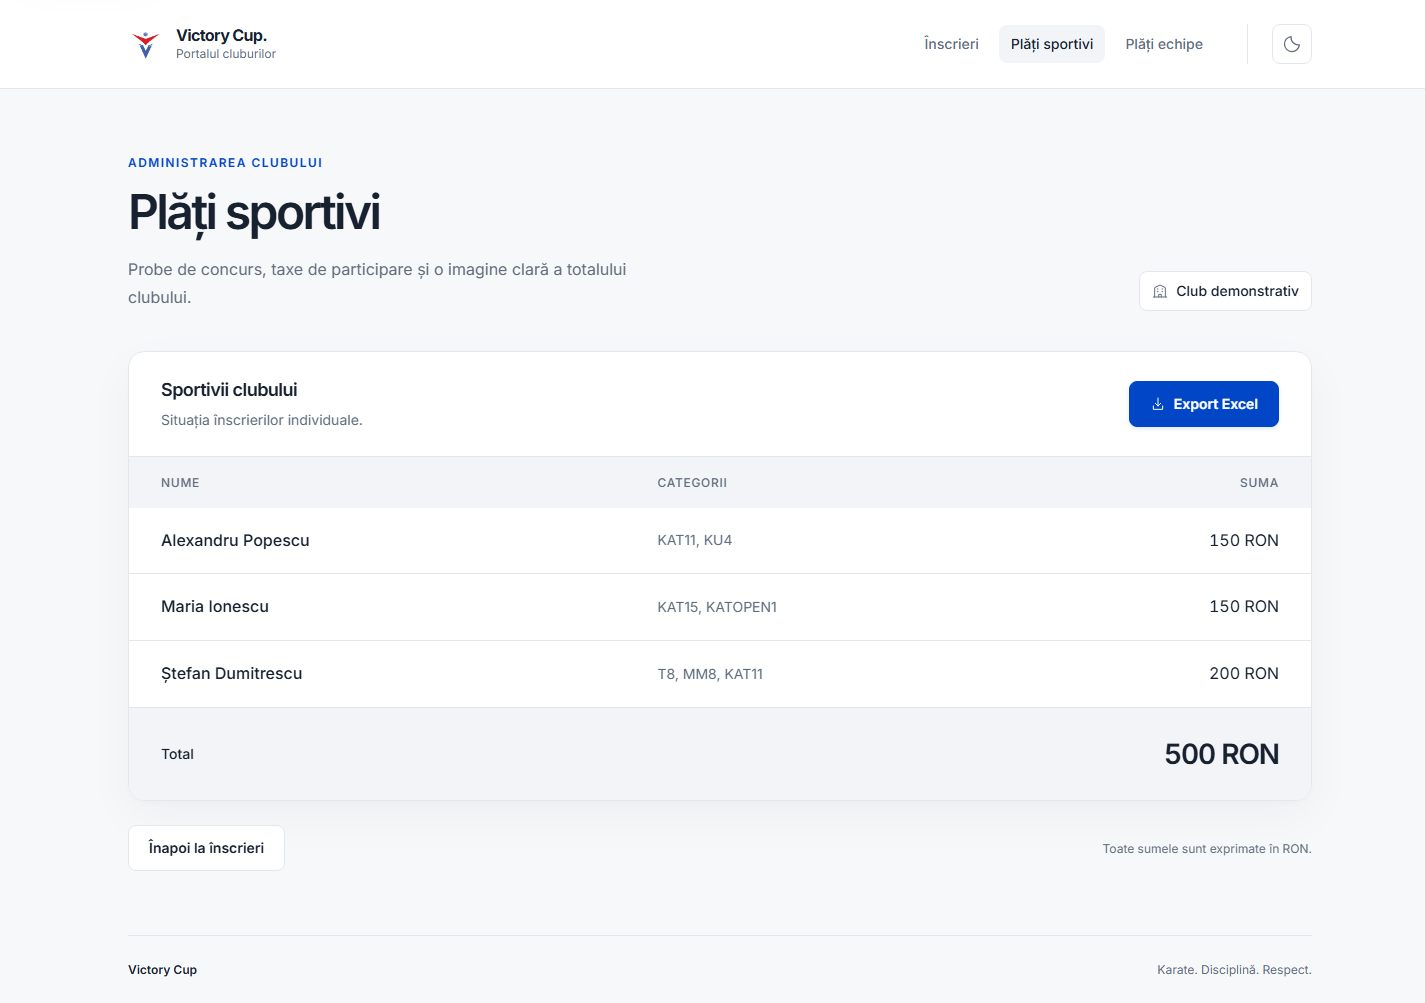 Victory Cup.
Portalul cluburilor
Înscrieri
Plăți sportivi
Plăți echipe
ADMINISTRAREA CLUBULUI
Plăți sportivi
Probe de concurs, taxe de participare și o imagine clară a totalului
clubului.
Club demonstrativ
Sportivii clubului
Situația înscrierilor individuale.
Export Excel
NUME CATEGORII SUMA
Alexandru Popescu KAT11, KU4 150 RON
Maria Ionescu KAT15, KATOPEN1 150 RON
Ștefan Dumitrescu T8, MM8, KAT11 200 RON
Total 500 RON
Înapoi la înscrieri
Toate sumele sunt exprimate în RON.
Victory Cup
Karate. Disciplină. Respect.